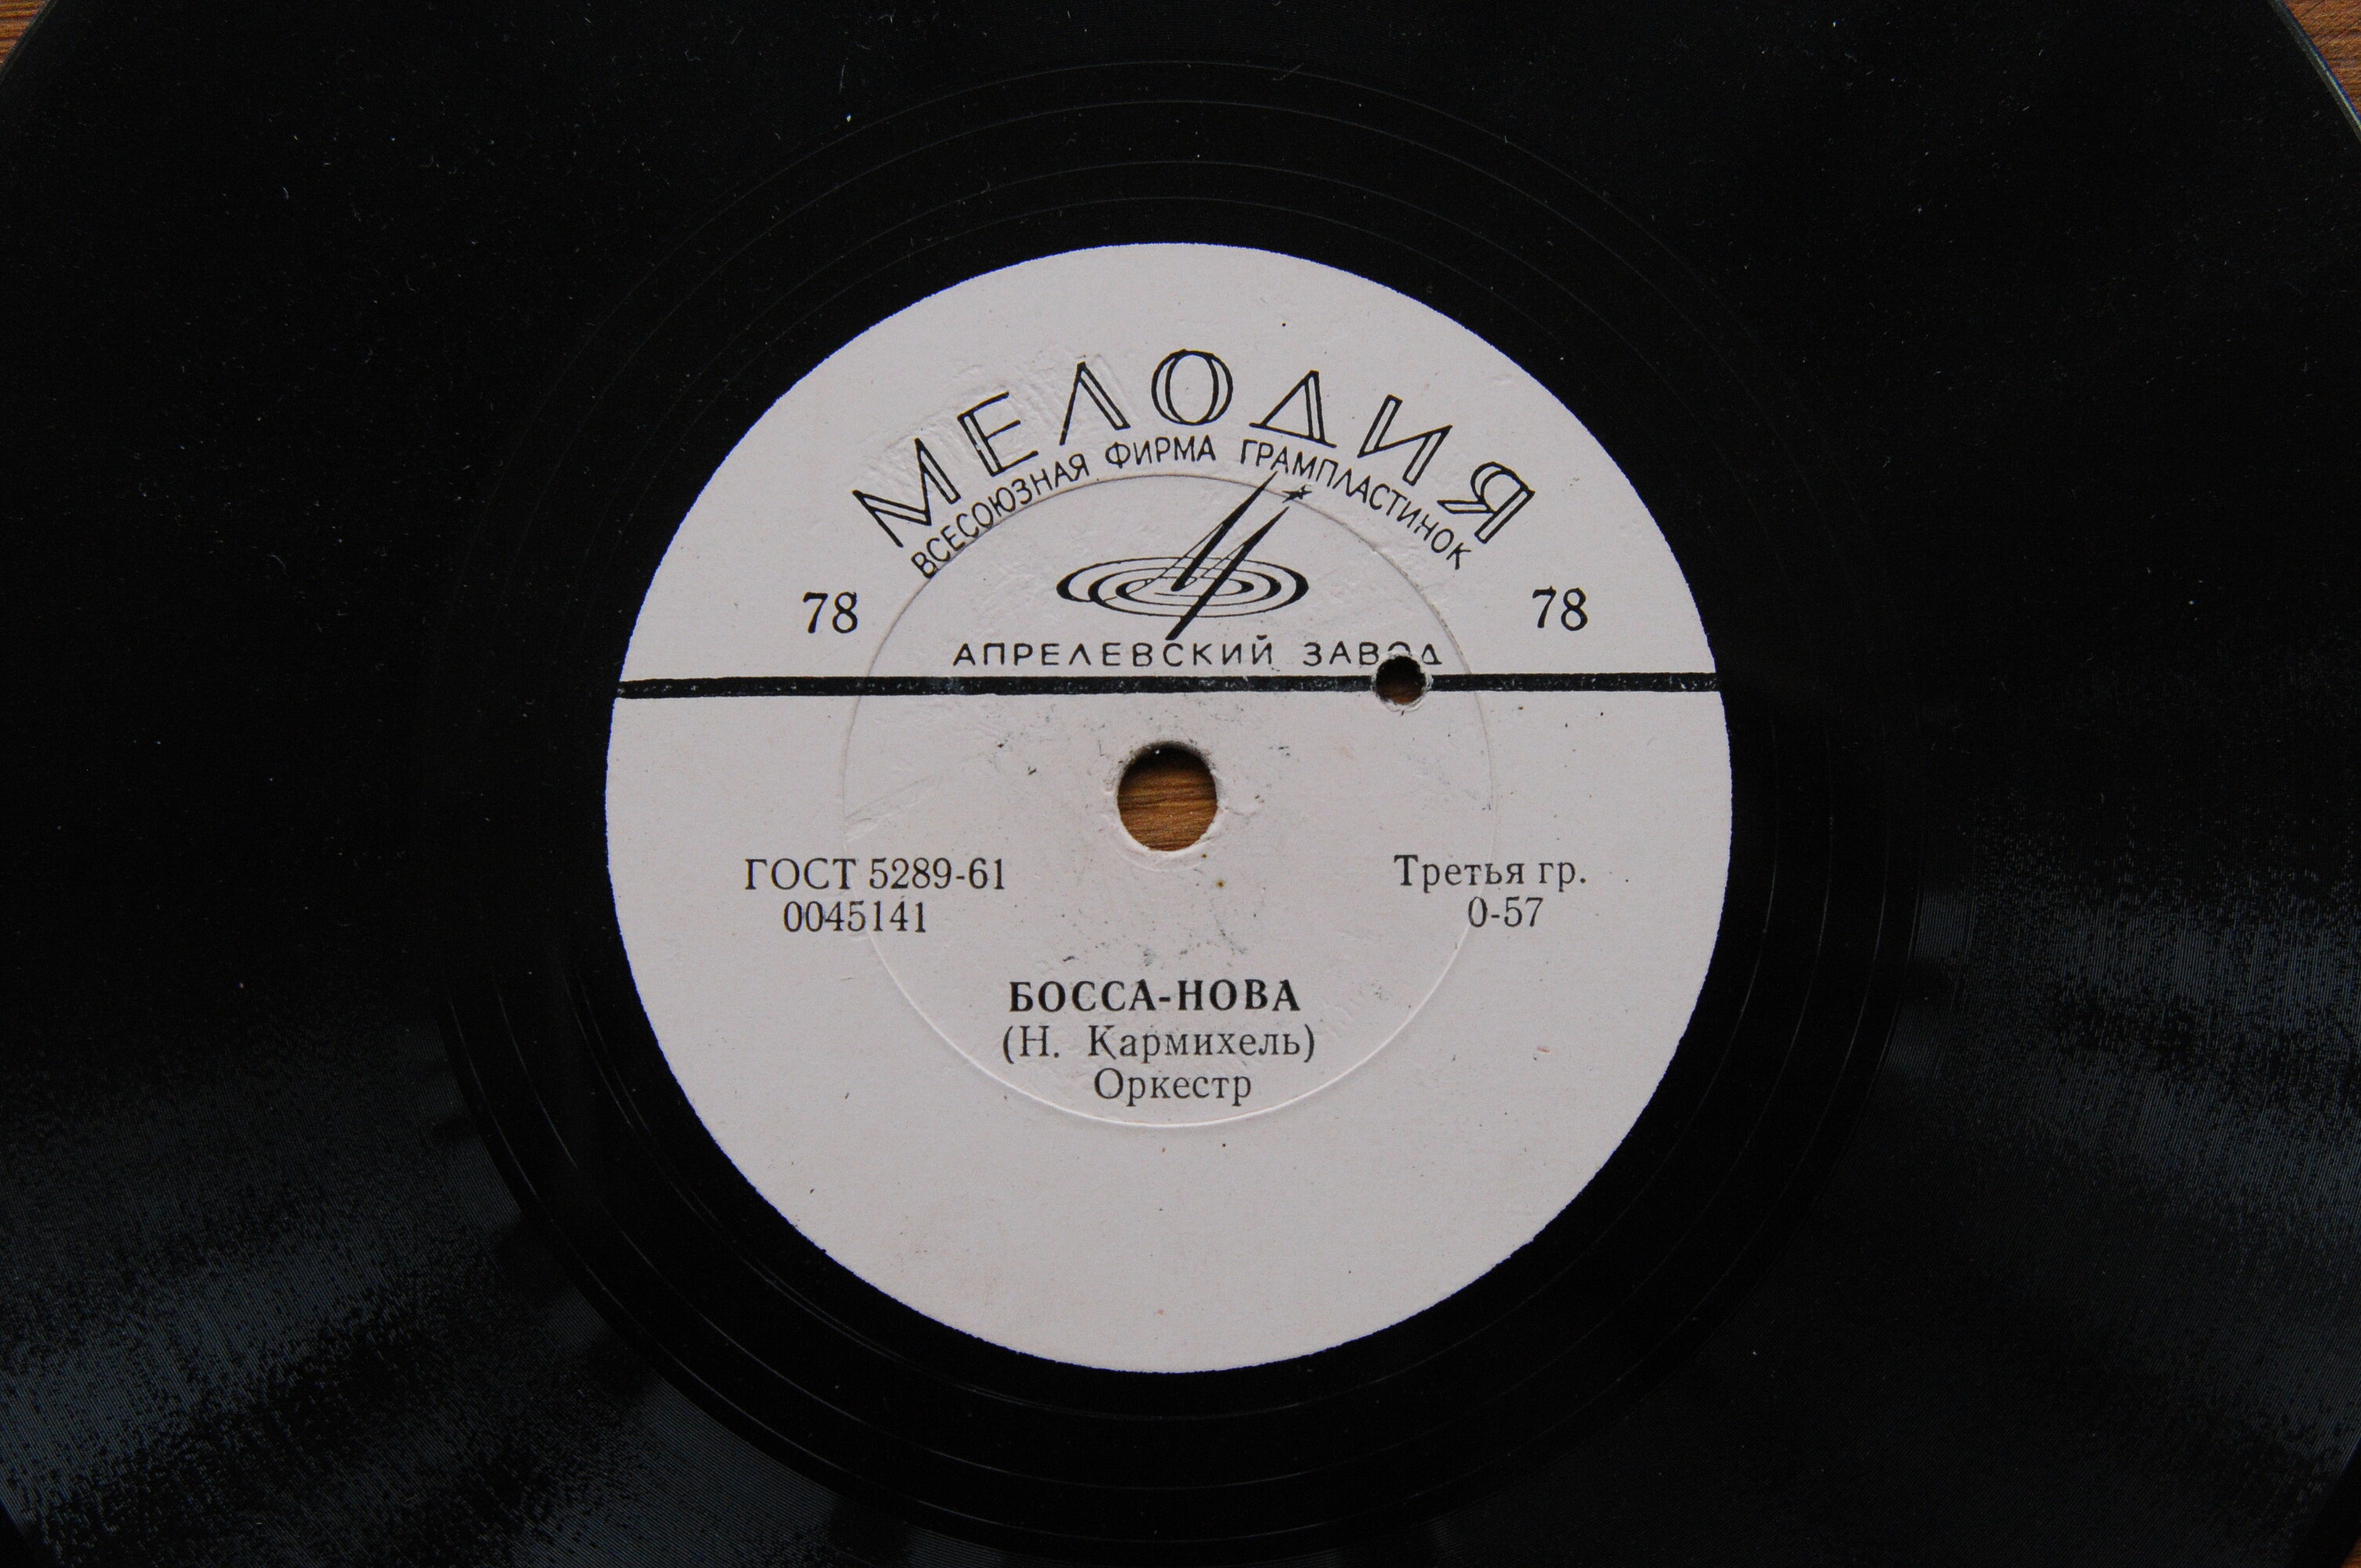 МЕЛОДИЯ
ВСЕСОЮЗНАЯ ФИРМА ГРАМПЛАСТИНОК
78 78
АПРЕЛЕВСКИЙ ЗАВОД
ГОСТ 5289-61 Третья гр.
0045141 0-57
БОССА-НОВА
(Н. Кармихель)
Оркестр